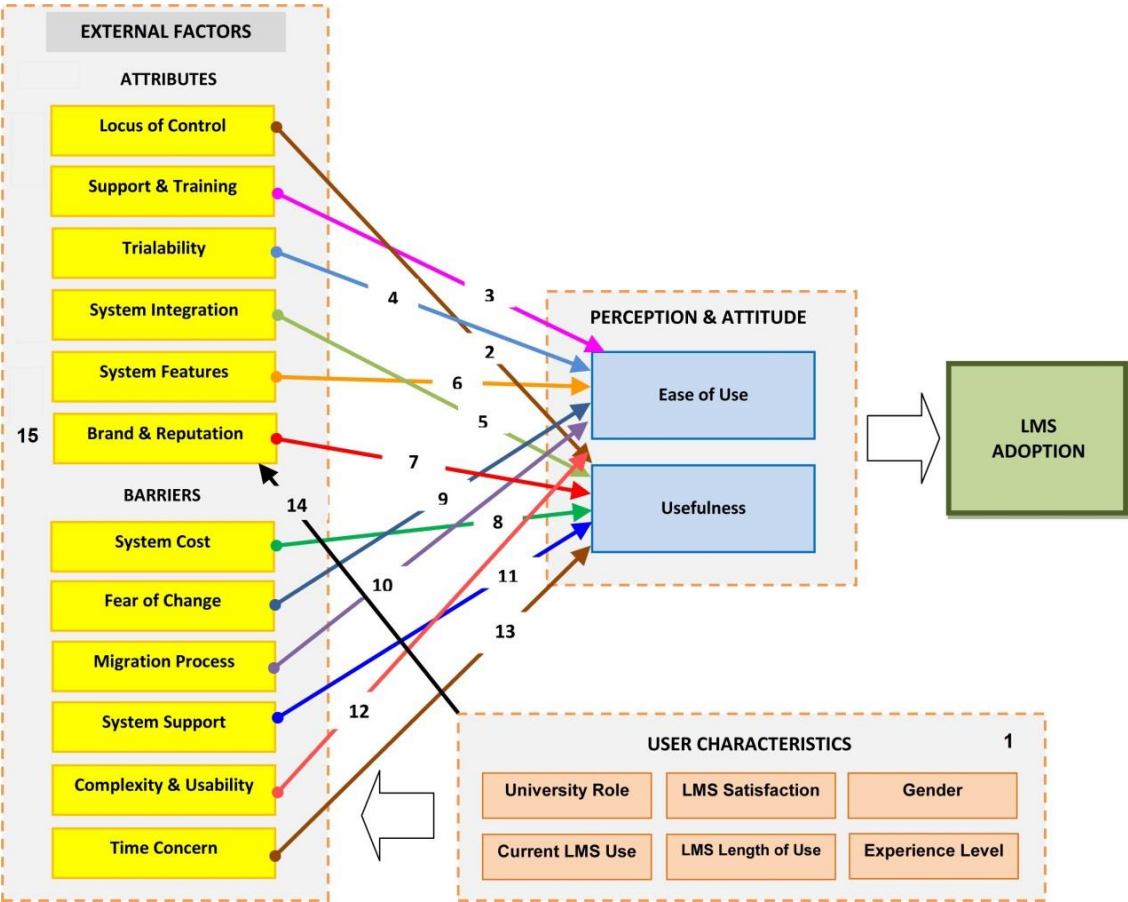 EXTERNAL FACTORS
ATTRIBUTES
Locus of Control
Support & Training
Trialability
System Integration
System Features
Brand & Reputation
15
BARRIERS
System Cost
Fear of Change
Migration Process
System Support
Complexity & Usability
Time Concern
3
4
2
6
5
7
9
14
8
10
11
13
12
PERCEPTION & ATTITUDE
Ease of Use
Usefulness
LMS
ADOPTION
USER CHARACTERISTICS
1
University Role
LMS Satisfaction
Gender
Current LMS Use
LMS Length of Use
Experience Level